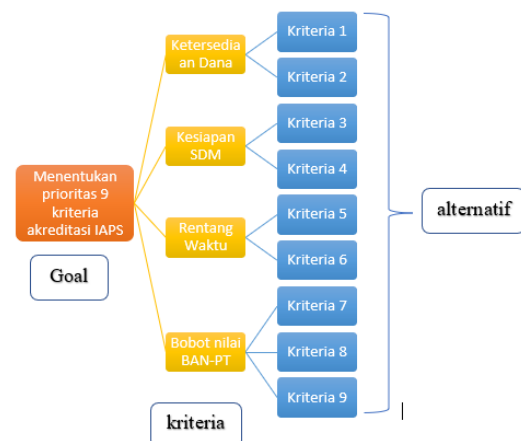 Menentukan
prioritas 9
kriteria
akreditasi IAPS
Goal
Ketersedia
an Dana
Kesiapan
SDM
Rentang
Waktu
Bobot nilai
BAN-PT
kriteria
Kriteria 1
Kriteria 2
Kriteria 3
Kriteria 4
Kriteria 5
Kriteria 6
Kriteria 7
Kriteria 8
Kriteria 9
alternatif